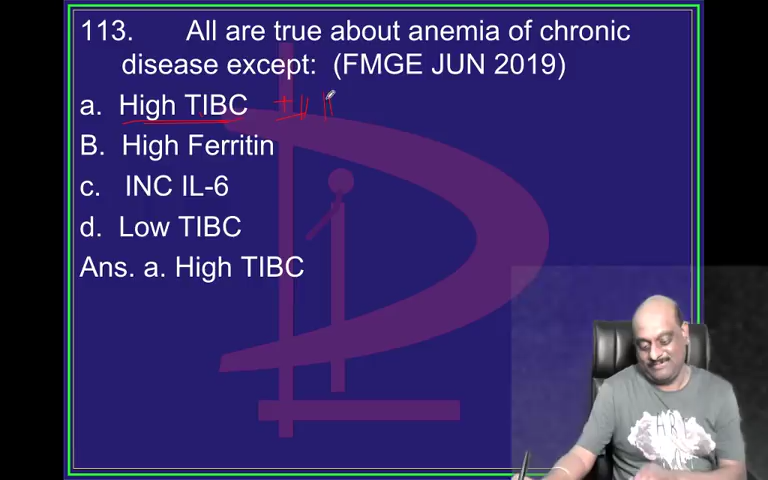 113. All are true about anemia of chronic
disease except: (FMGE JUN 2019)
a. High TIBC
B. High Ferritin
c. INC IL-6
d. Low TIBC
Ans. a. High TIBC